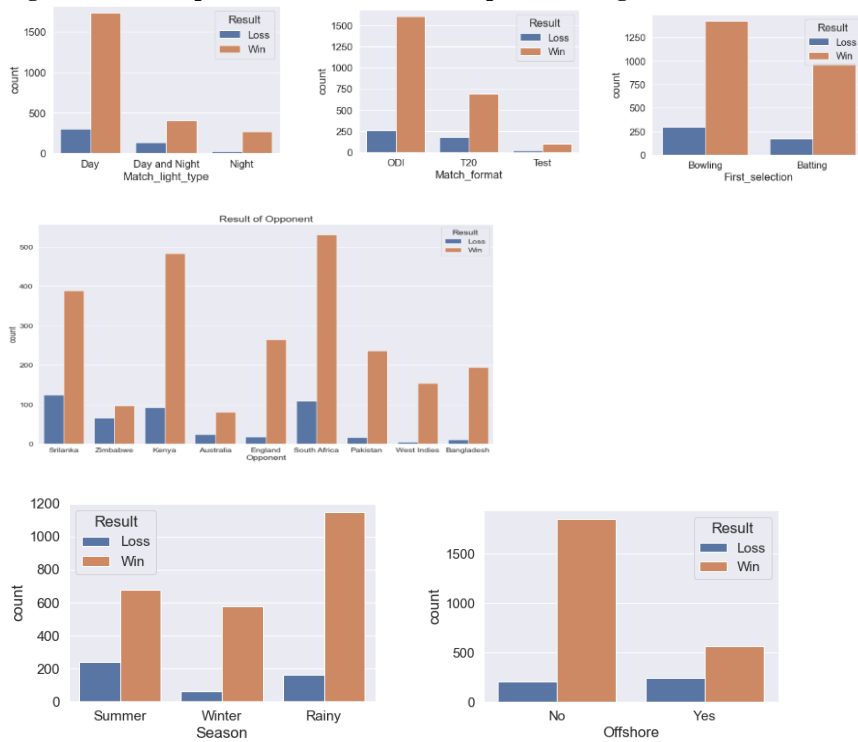 Result
Loss
Win
1500
1000
500
0
count
Day
Day and Night
Night
Match_light_type
Result
Loss
Win
1500
1250
1000
750
500
250
0
count
ODI
T20
Test
Match_format
Result
Loss
Win
1250
1000
750
500
250
0
count
Bowling
Batting
First_selection
Result of Opponent
Result
Loss
Win
500
400
300
200
100
0
count
Srilanka
Zimbabwe
Kenya
Australia
England
South Africa
Pakistan
West Indies
Bangladesh
Opponent
Result
Loss
Win
1200
1000
800
600
400
200
0
count
Summer
Winter
Rainy
Season
Result
Loss
Win
1500
1000
500
0
count
No
Yes
Offshore